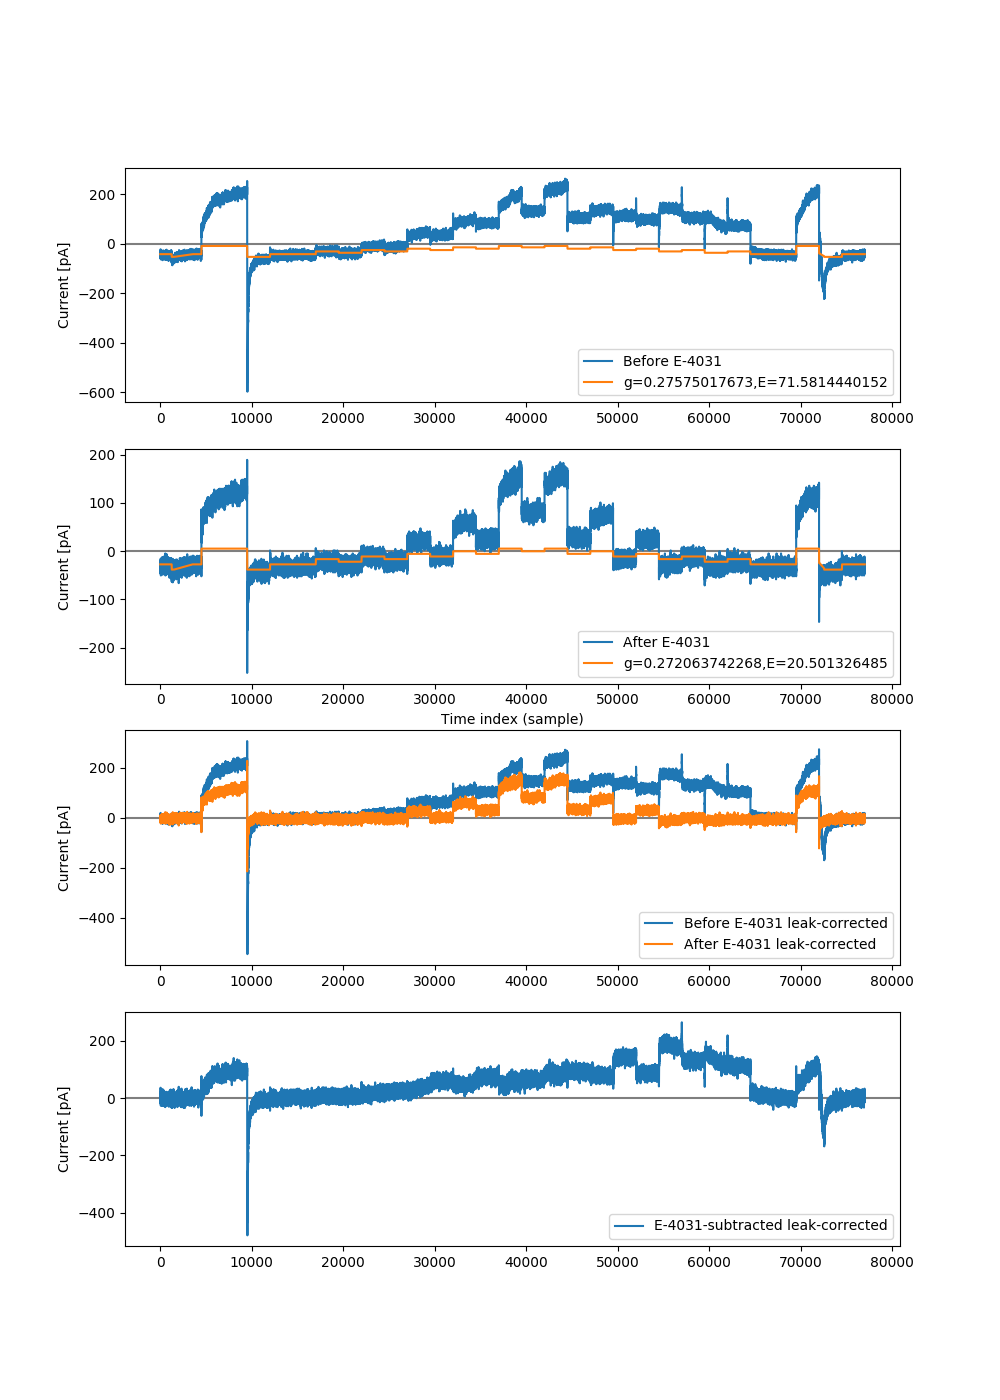 200
0
−200
−400
−600
Current [pA]
Before E-4031
g=0.27575017673,E=71.5814440152
0 10000 20000 30000 40000 50000 60000 70000 80000
200
100
0
−100
−200
Current [pA]
After E-4031
g=0.272063742268,E=20.501326485
0 10000 20000 30000 40000 50000 60000 70000 80000
Time index (sample)
200
0
−200
−400
Current [pA]
Before E-4031 leak-corrected
After E-4031 leak-corrected
0 10000 20000 30000 40000 50000 60000 70000 80000
200
0
−200
−400
Current [pA]
E-4031-subtracted leak-corrected
0 10000 20000 30000 40000 50000 60000 70000 80000